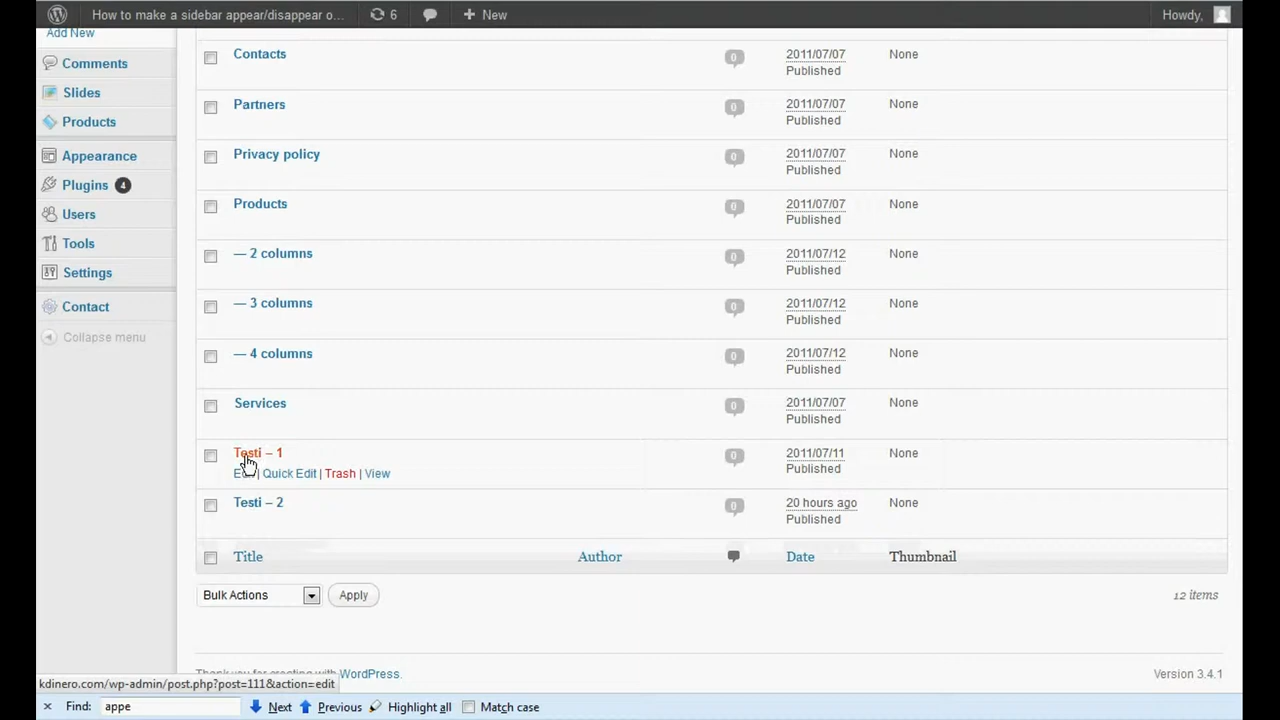 How to make a sidebar appear/disappear o... 6 + New Howdy,
Add New
Comments
Slides
Products
Appearance
Plugins 4
Users
Tools
Settings
Contact
Collapse menu
Contacts 0 2011/07/07 None
Published
Partners 0 2011/07/07 None
Published
Privacy policy 0 2011/07/07 None
Published
Products 0 2011/07/07 None
Published
— 2 columns 0 2011/07/12 None
Published
— 3 columns 0 2011/07/12 None
Published
— 4 columns 0 2011/07/12 None
Published
Services 0 2011/07/07 None
Published
Testi – 1 0 2011/07/11 None
Quick Edit | Trash | View Published
Testi – 2 0 20 hours ago None
Published
Title Author Date Thumbnail
Bulk Actions Apply 12 items
Thank you for creating with WordPress. Version 3.4.1
kdinero.com/wp-admin/post.php?post=111&action=edit
× Find: appe Next Previous Highlight all Match case